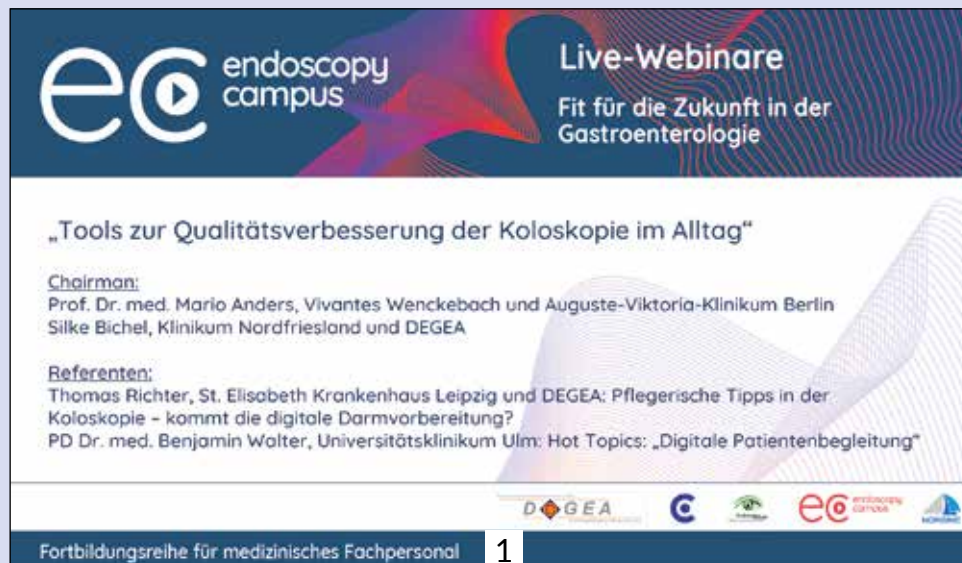 ec endoscopy
campus
Live-Webinare
Fit für die Zukunft in der
Gastroenterologie
„Tools zur Qualitätsverbesserung der Koloskopie im Alltag“
Chairman:
Prof. Dr. med. Mario Anders, Vivantes Wenckebach und Auguste-Viktoria-Klinikum Berlin
Silke Bichel, Klinikum Nordfriesland und DEGEA
Referenten:
Thomas Richter, St. Elisabeth Krankenhaus Leipzig und DEGEA: Pflegerische Tipps in der
Koloskopie – kommt die digitale Darmvorbereitung?
PD Dr. med. Benjamin Walter, Universitätsklinikum Ulm: Hot Topics: „Digitale Patientenbegleitung“
DEGEA ec endoscopy
campus
NORGINE
Fortbildungsreihe für medizinisches Fachpersonal 1